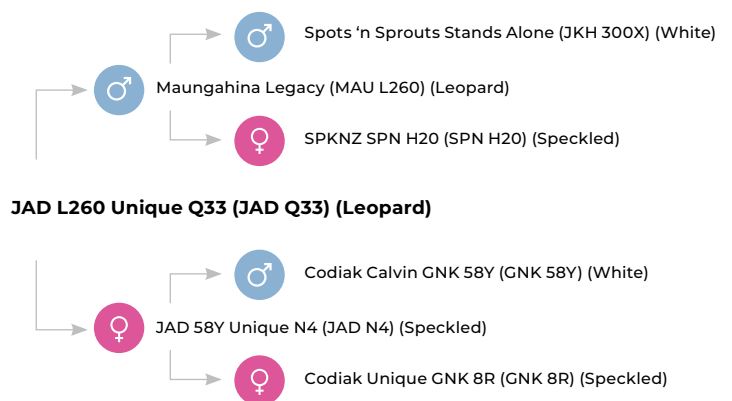 Spots ‘n Sprouts Stands Alone (JKH 300X) (White)
Maungahina Legacy (MAU L260) (Leopard)
SPKNZ SPN H20 (SPN H20) (Speckled)
JAD L260 Unique Q33 (JAD Q33) (Leopard)
Codiak Calvin GNK 58Y (GNK 58Y) (White)
JAD 58Y Unique N4 (JAD N4) (Speckled)
Codiak Unique GNK 8R (GNK 8R) (Speckled)